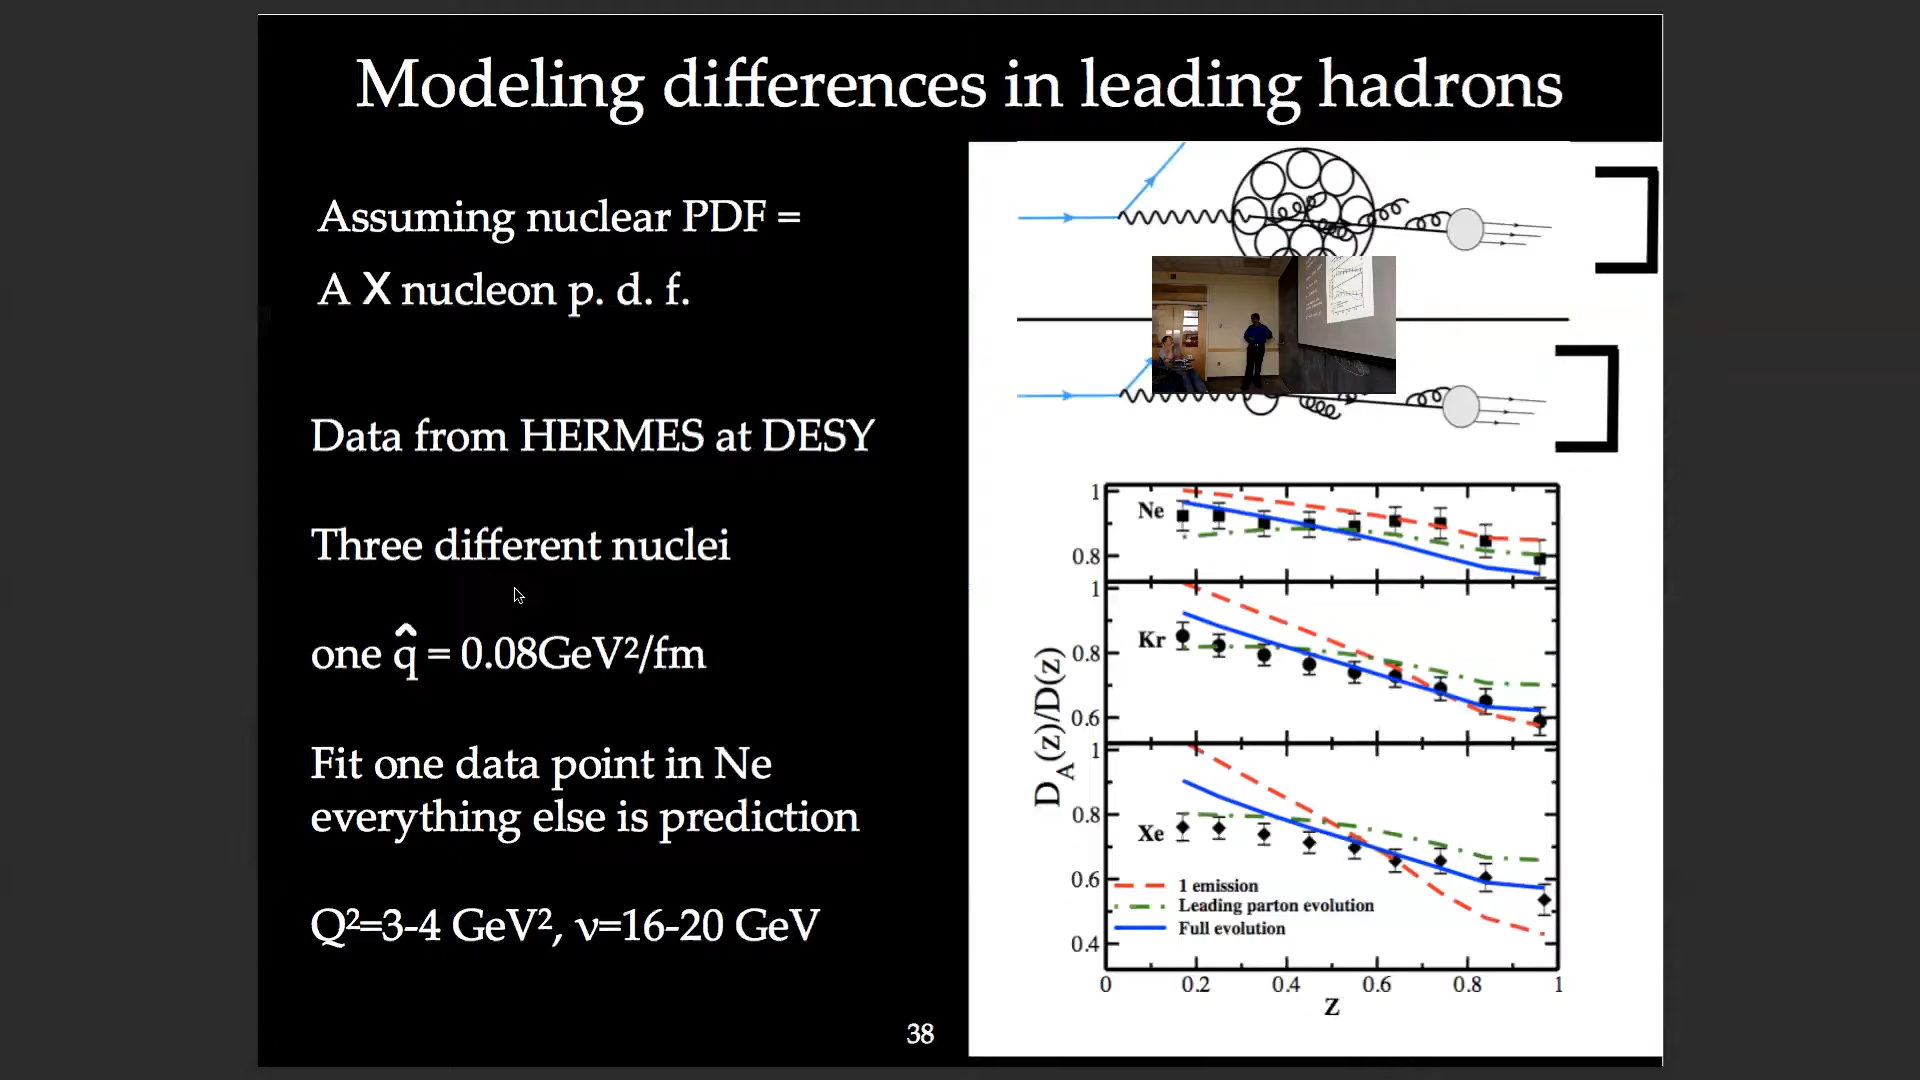 Modeling differences in leading hadrons
Assuming nuclear PDF =
A X nucleon p. d. f.
Data from HERMES at DESY
Three different nuclei
one q̂ = 0.08GeV²/fm
Fit one data point in Ne
everything else is prediction
Q²=3-4 GeV², ν=16-20 GeV
38
1
Ne
0.8
1
Kr
0.8
0.6
1
0.8
Xe
0.6
0.4
D_A(z)/D(z)
1 emission
Leading parton evolution
Full evolution
0 0.2 0.4 0.6 0.8 1
Z